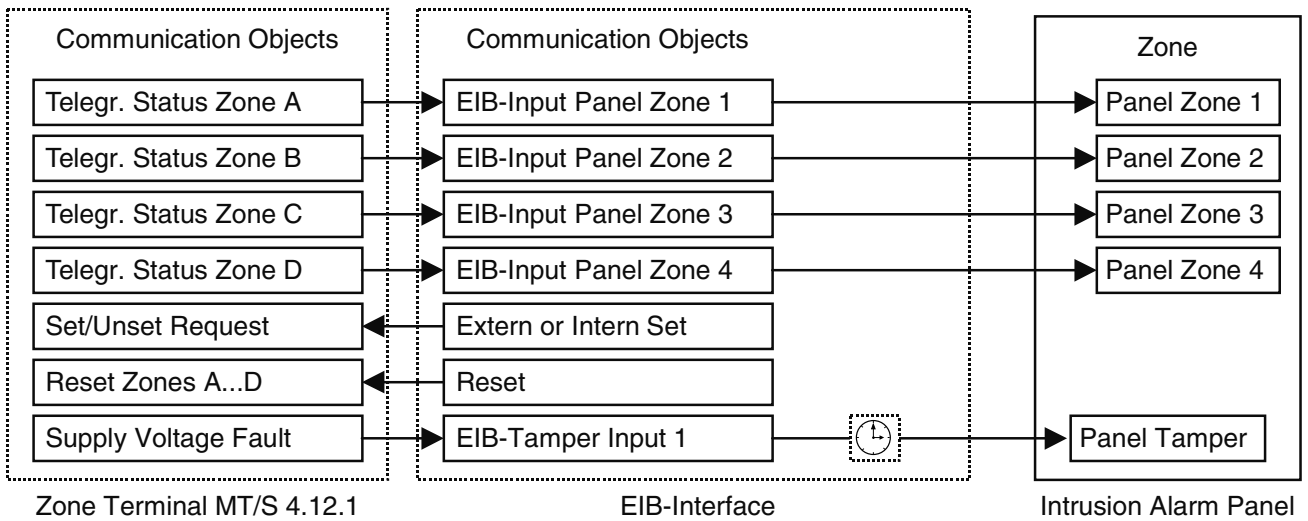 Communication Objects
Telegr. Status Zone A
Telegr. Status Zone B
Telegr. Status Zone C
Telegr. Status Zone D
Set/Unset Request
Reset Zones A...D
Supply Voltage Fault
Zone Terminal MT/S 4.12.1
Communication Objects
EIB-Input Panel Zone 1
EIB-Input Panel Zone 2
EIB-Input Panel Zone 3
EIB-Input Panel Zone 4
Extern or Intern Set
Reset
EIB-Tamper Input 1
EIB-Interface
Zone
Panel Zone 1
Panel Zone 2
Panel Zone 3
Panel Zone 4
Panel Tamper
Intrusion Alarm Panel